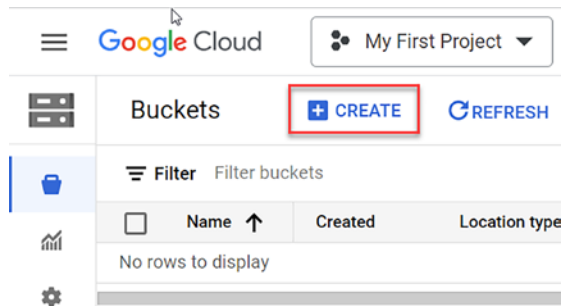 Google Cloud My First Project
Buckets CREATE REFRESH
Filter Filter buckets
Name Created Location type
No rows to display